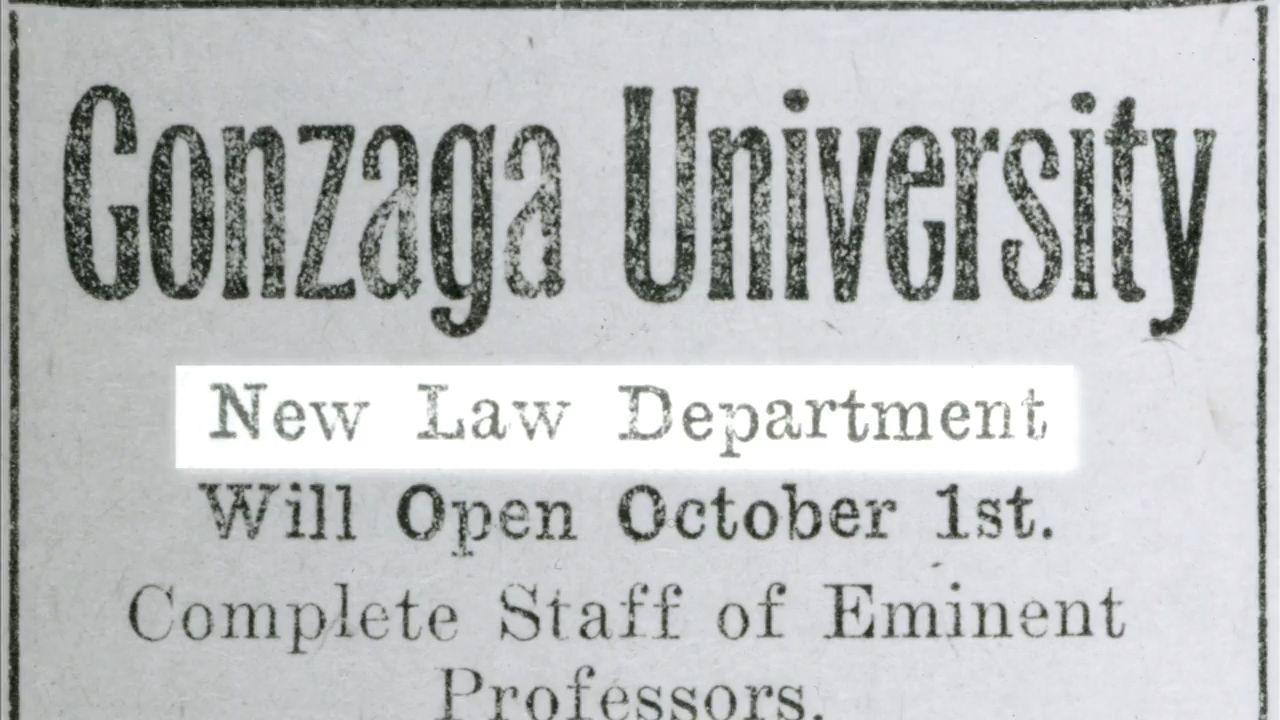 Gonzaga University
New Law Department
Will Open October 1st.
Complete Staff of Eminent
Professors.